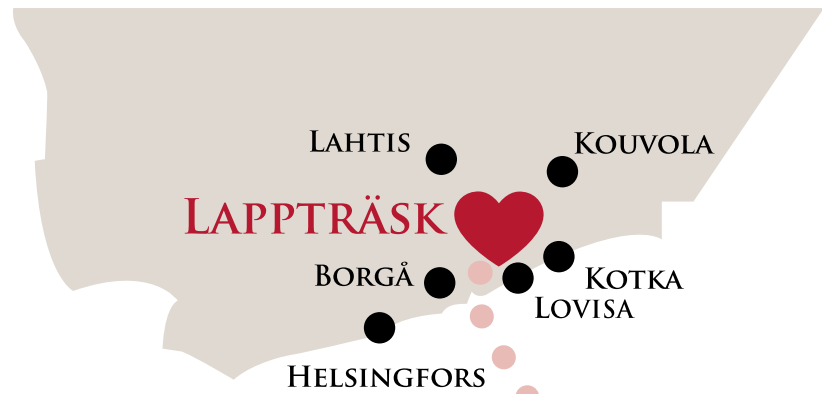 Lahtis
Kouvola
Lappträsk
Borgå
Kotka
Lovisa
Helsingfors